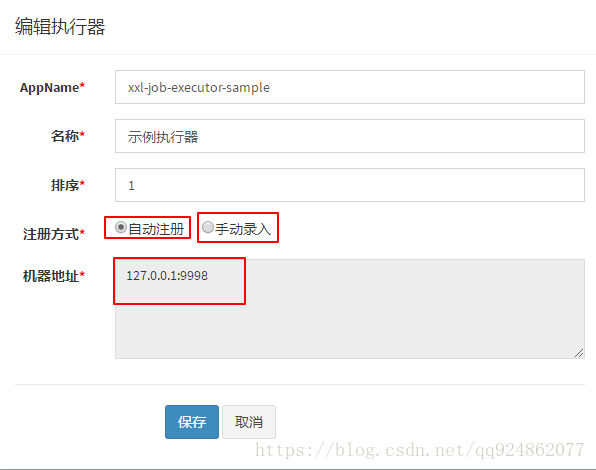 编辑执行器
AppName* xxl-job-executor-sample
名称* 示例执行器
排序* 1
注册方式* 自动注册 手动录入
机器地址* 127.0.0.1:9998
保存 取消
https://blog.csdn.net/qq924862077